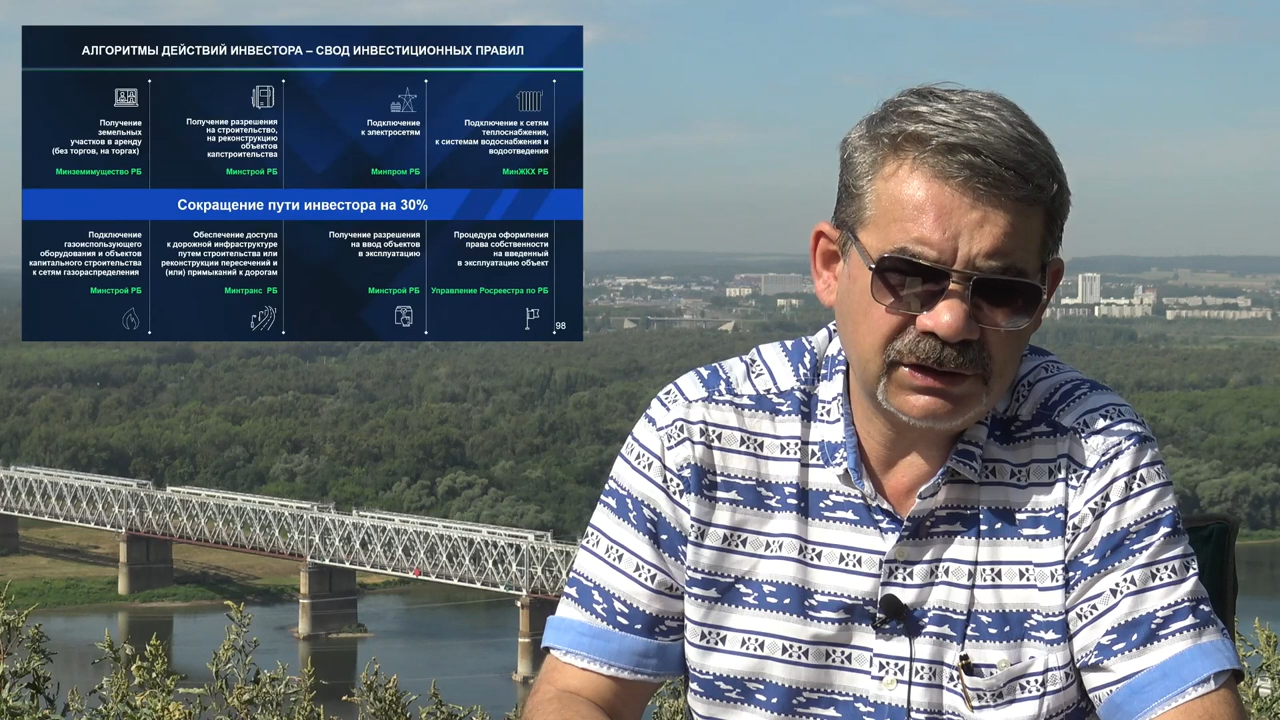 АЛГОРИТМЫ ДЕЙСТВИЙ ИНВЕСТОРА – СВОД ИНВЕСТИЦИОННЫХ ПРАВИЛ
Получение
земельных
участков в аренду
(без торгов, на торгах)
Минземимущество РБ
Получение разрешения
на строительство,
на реконструкцию
объектов
капстроительства
Минстрой РБ
Подключение
к электросетям
Минпром РБ
Подключение к сетям
теплоснабжения,
к системам водоснабжения и
водоотведения
МинЖКХ РБ
Сокращение пути инвестора на 30%
Подключение
газоиспользующего
оборудования и объектов
капитального строительства
к сетям газораспределения
Минстрой РБ
Обеспечение доступа
к дорожной инфраструктуре
путем строительства или
реконструкции пересечений и
(или) примыканий к дорогам
Минтранс РБ
Получение разрешения
на ввод объектов
в эксплуатацию
Минстрой РБ
Процедура оформления
права собственности
на введенный
в эксплуатацию объект
Управление Росреестра по РБ
98